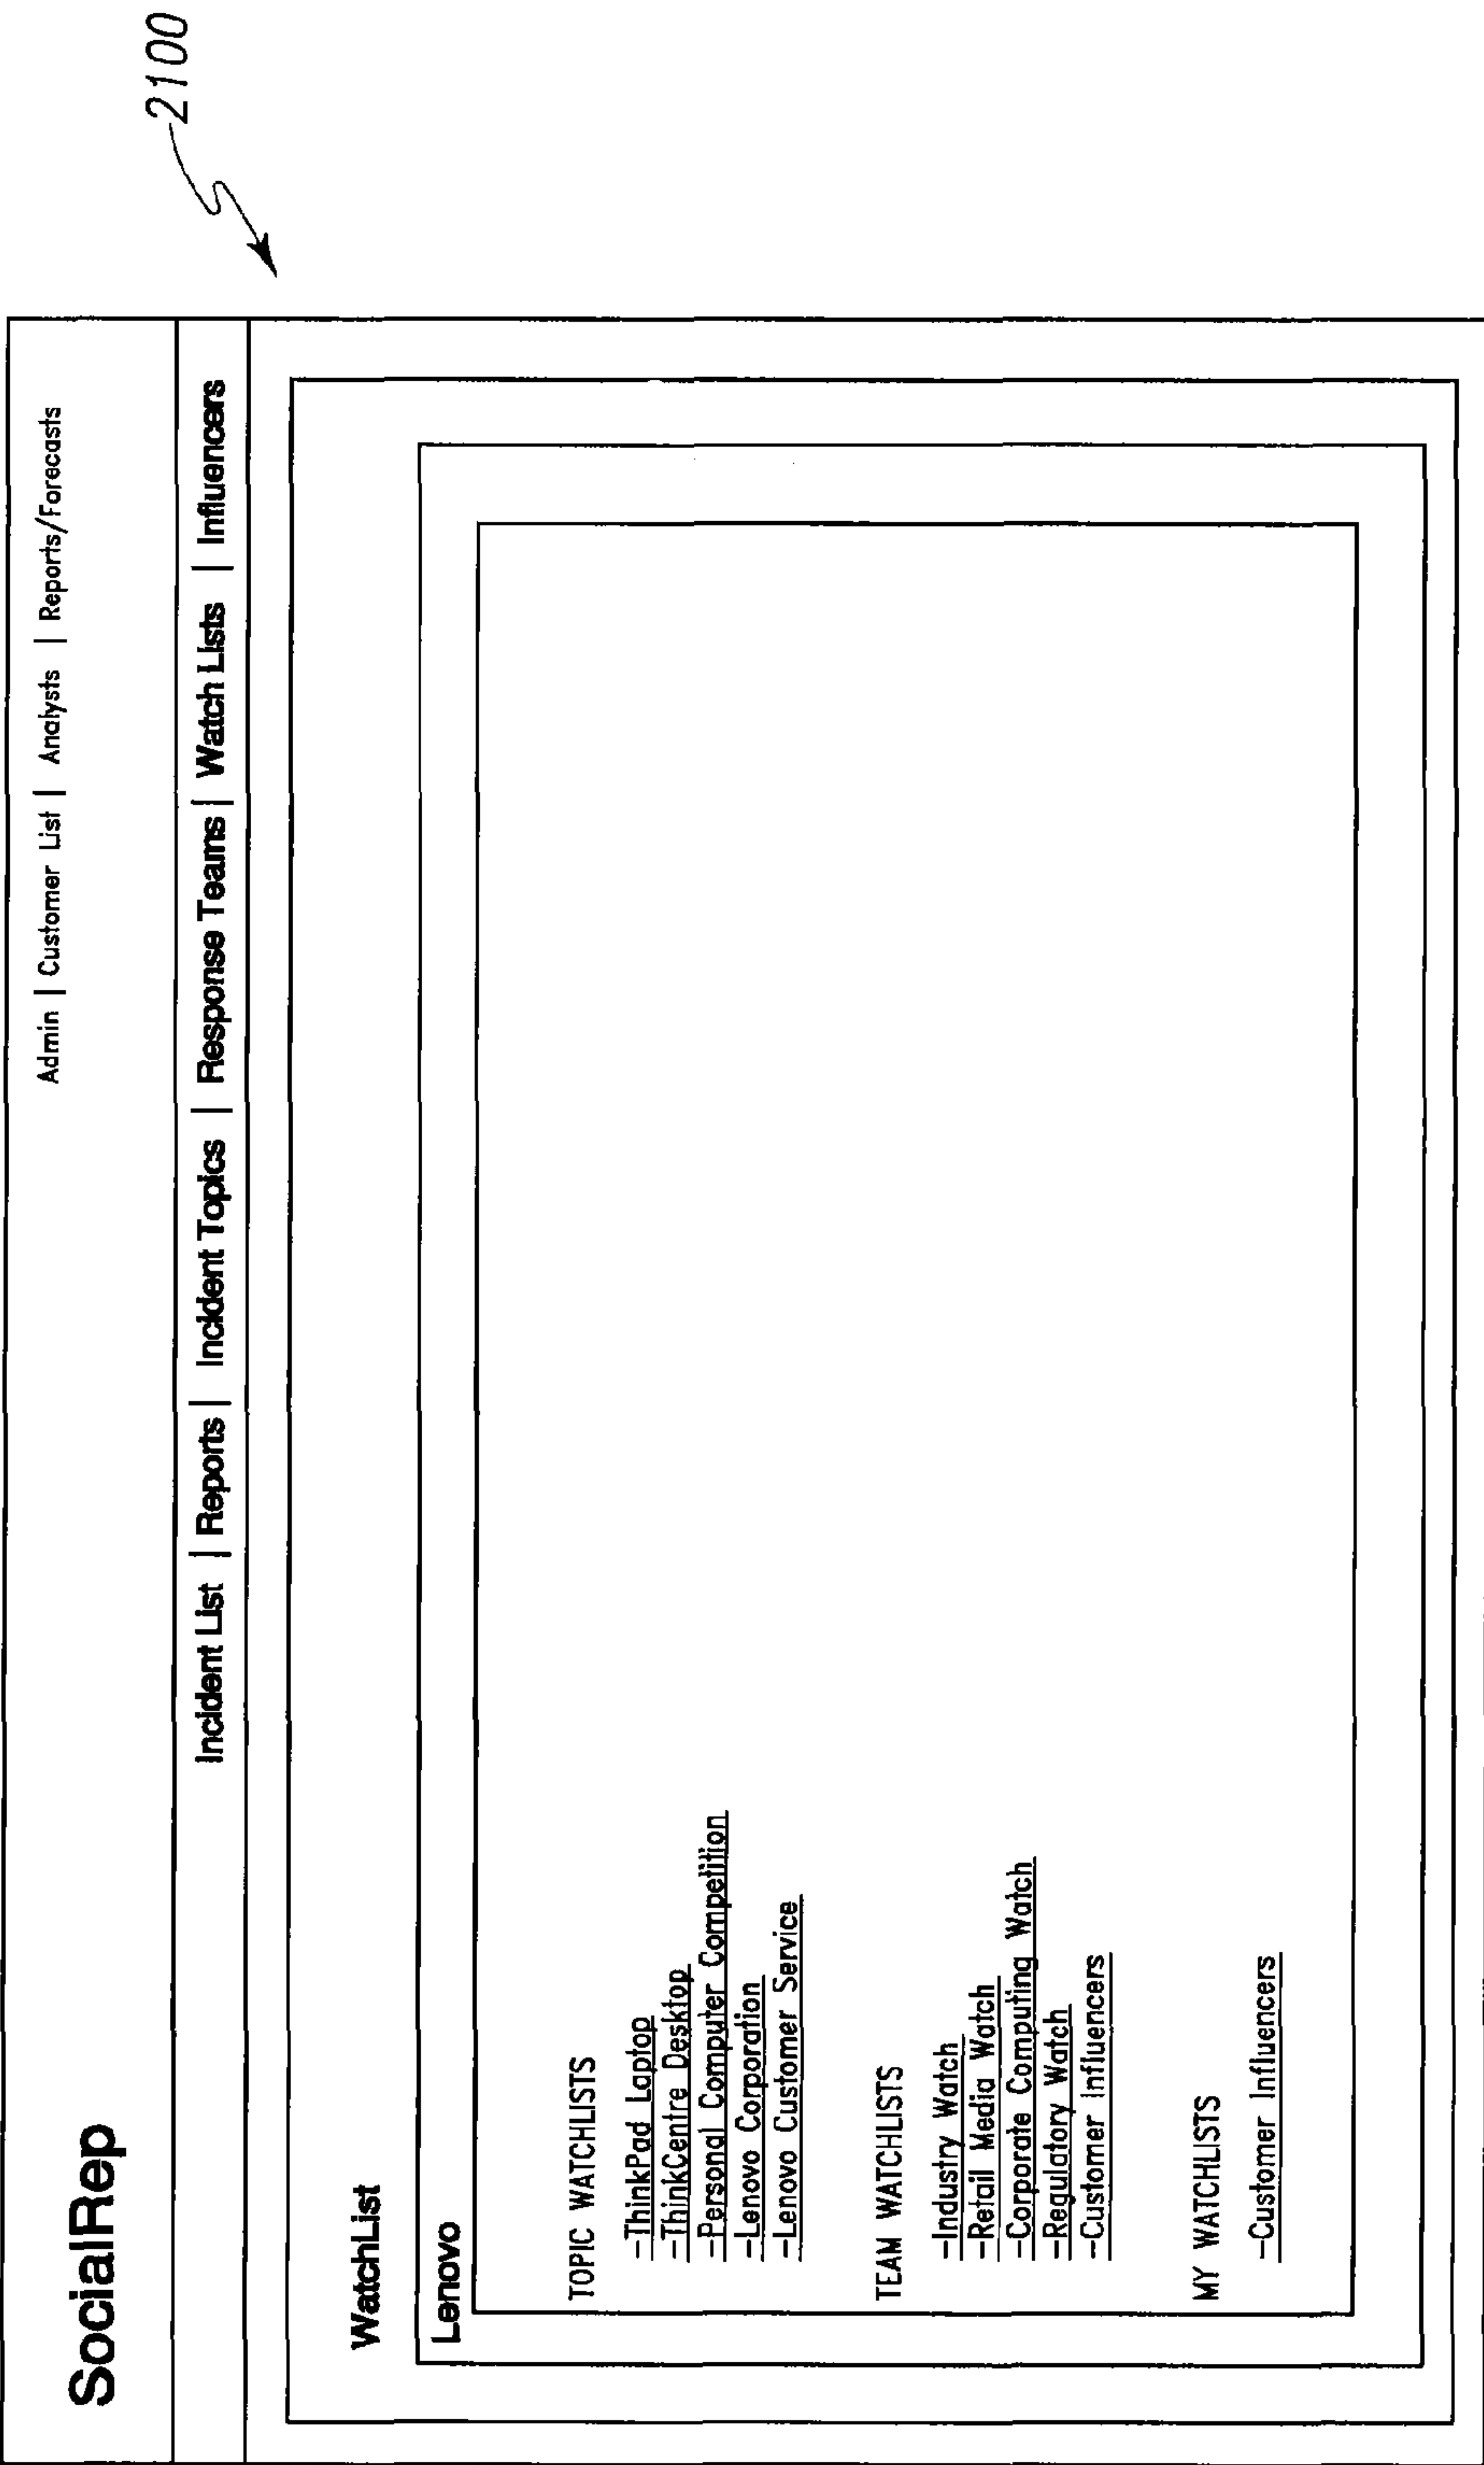 2100
Admin | Customer List | Analysts | Reports/Forecasts
SocialRep
Incident List | Reports | Incident Topics | Response Teams | Watch Lists | Influencers
WatchList
Lenovo
TOPIC WATCHLISTS
-ThinkPad Laptop
-ThinkCentre Desktop
-Personal Computer Competition
-Lenovo Corporation
-Lenovo Customer Service
TEAM WATCHLISTS
-Industry Watch
-Retail Media Watch
-Corporate Computing Watch
-Regulatory Watch
-Customer Influencers
MY WATCHLISTS
-Customer Influencers